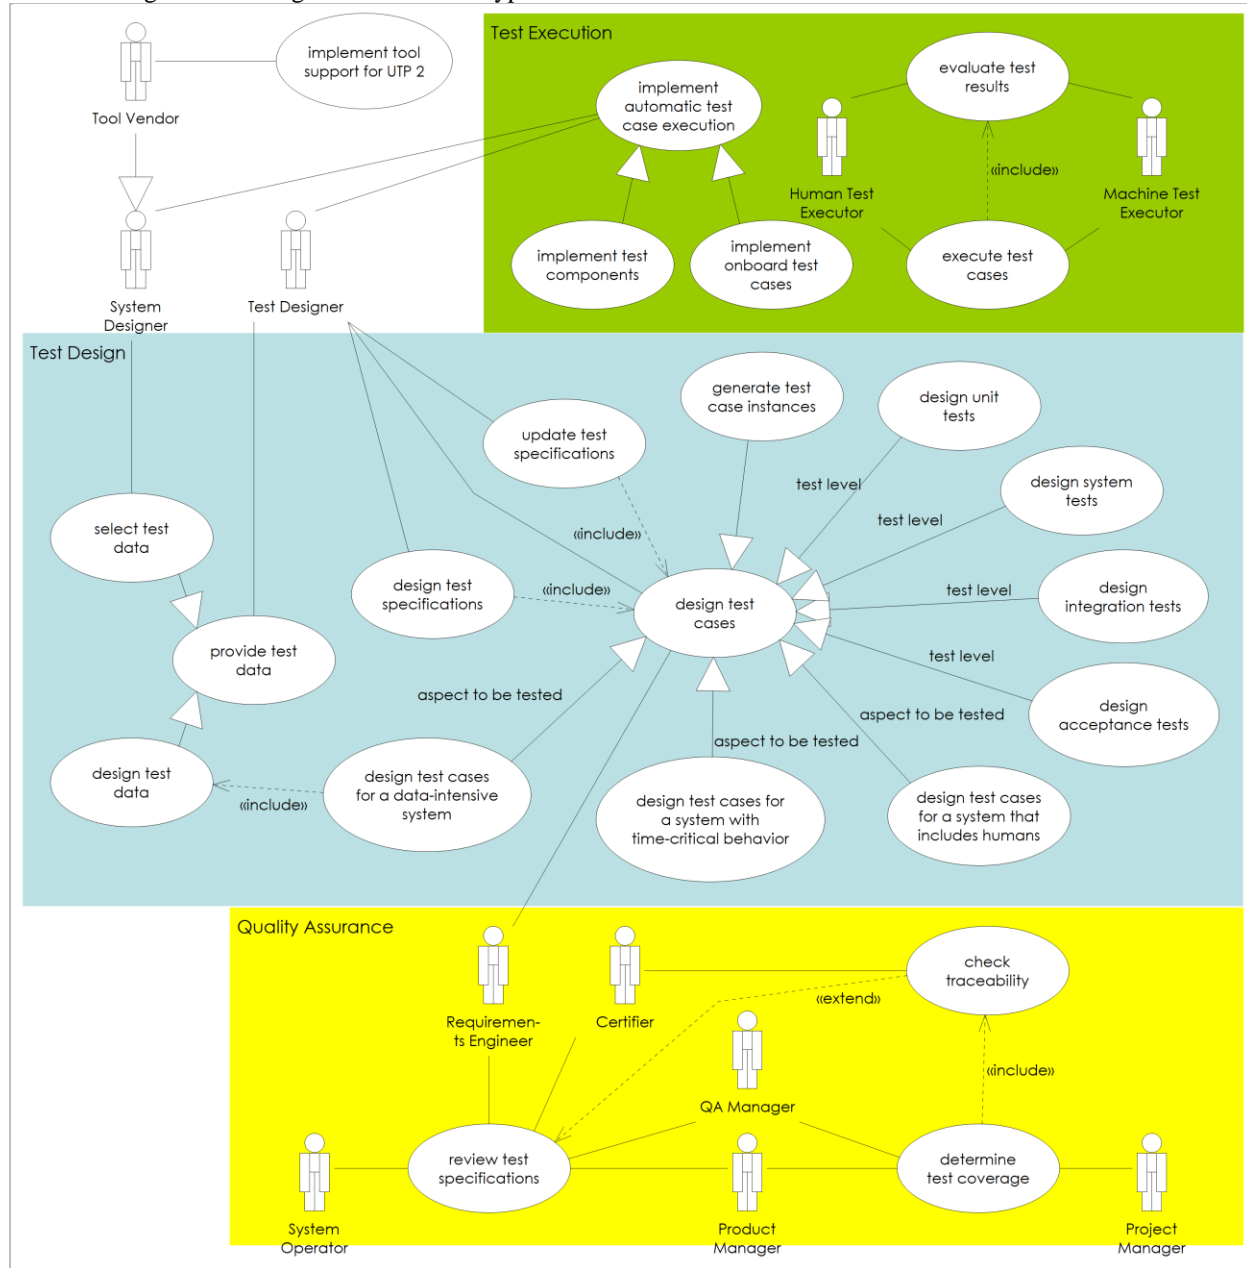 Test Execution
implement tool
support for UTP 2
Tool Vendor
implement
automatic test
case execution
evaluate test
results
«include»
Human Test
Executor
Machine Test
Executor
implement test
components
implement
onboard test
cases
execute test
cases
System
Designer
Test Designer
Test Design
generate test
case instances
design unit
tests
update test
specifications
test level
design system
tests
select test
data
«include»
test level
design test
specifications
«include»
design test
cases
test level
design
integration tests
provide test
data
test level
aspect to be tested
design
acceptance tests
aspect to be tested
aspect to be tested
design test
data
«include»
design test cases
for a data-intensive
system
design test cases for
a system with
time-critical behavior
design test cases
for a system that
includes humans
Quality Assurance
check
traceability
«extend»
Requiremen-
ts Engineer
Certifier
«include»
QA Manager
review test
specifications
determine
test coverage
System
Operator
Product
Manager
Project
Manager